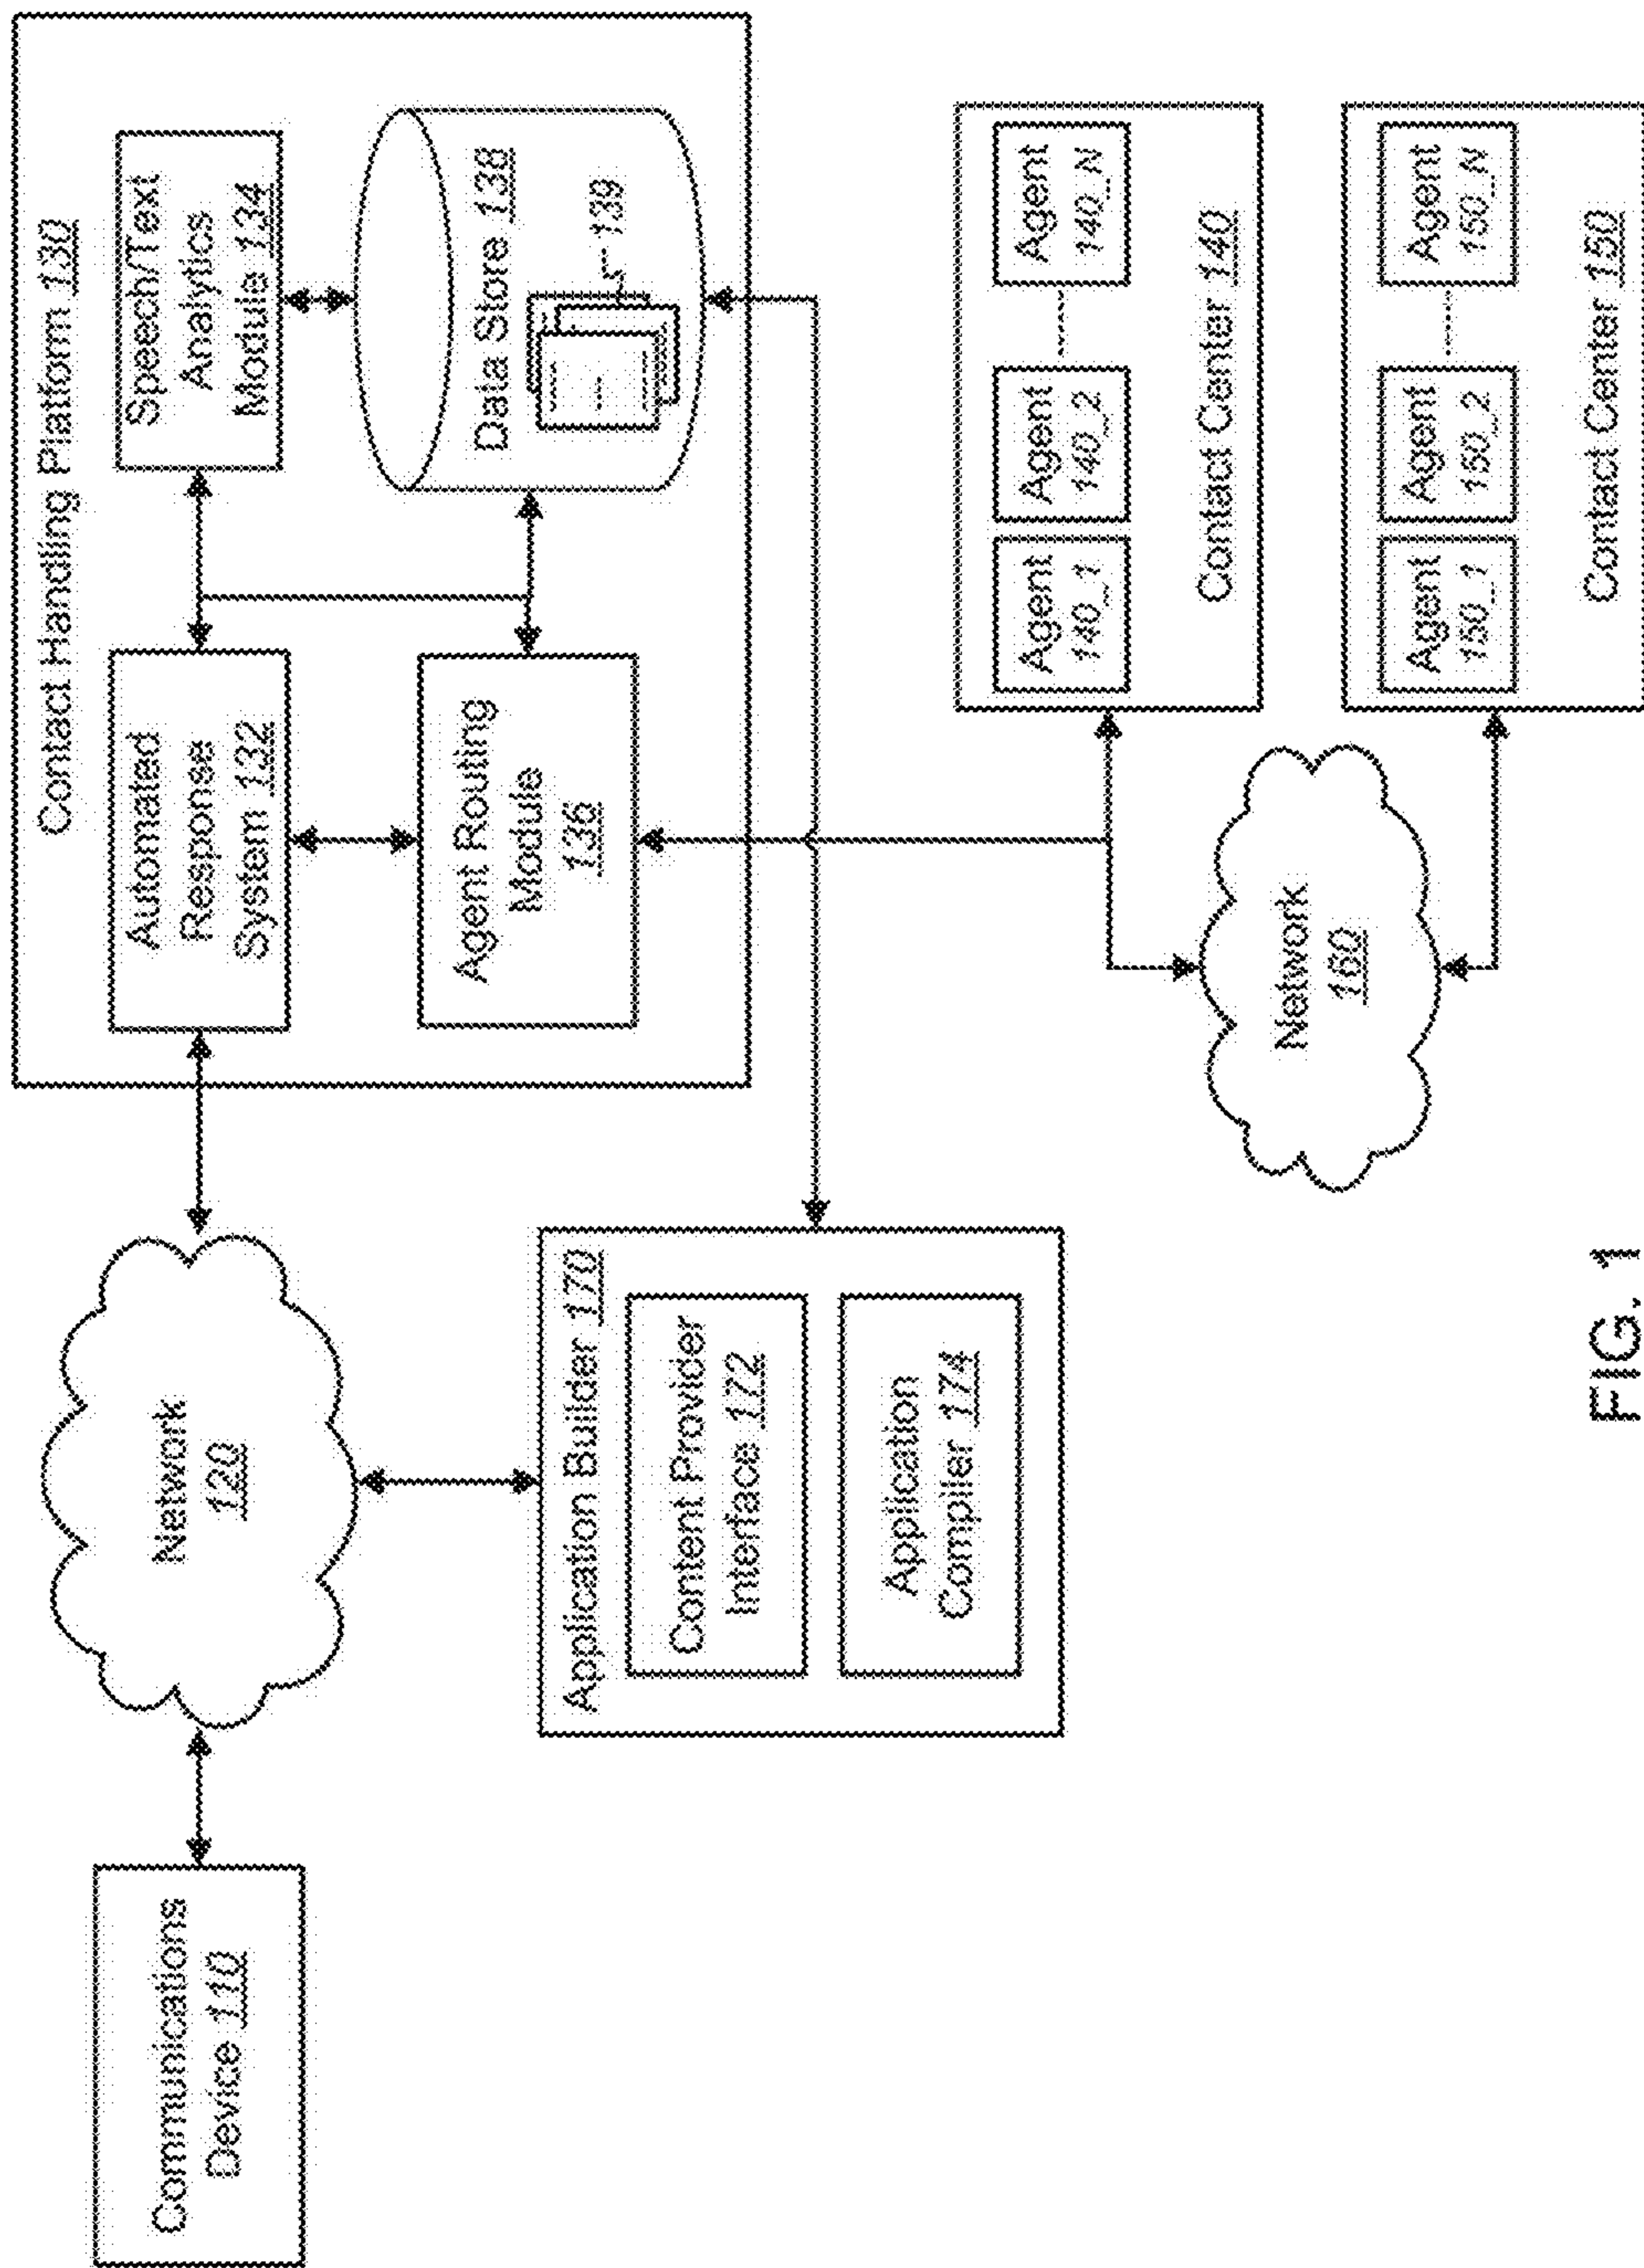 Communications
Device 110
Network
120
Contact Handling Platform 130
Automated
Response
System 132
Speech/Text
Analytics
Module 134
Agent Routing
Module
136
Data Store 138
139
Application Builder 170
Content Provider
Interface 172
Application
Compiler 174
Agent
140_1
Agent
140_2
Agent
140_N
Contact Center 140
Network
160
Agent
150_1
Agent
150_2
Agent
150_N
Contact Center 150
FIG. 1